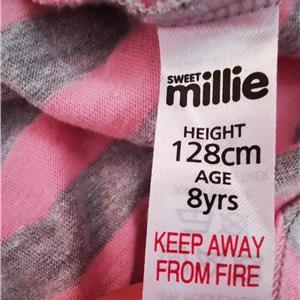 SWEET
millie
HEIGHT
128cm
AGE
8yrs
KEEP AWAY
FROM FIRE